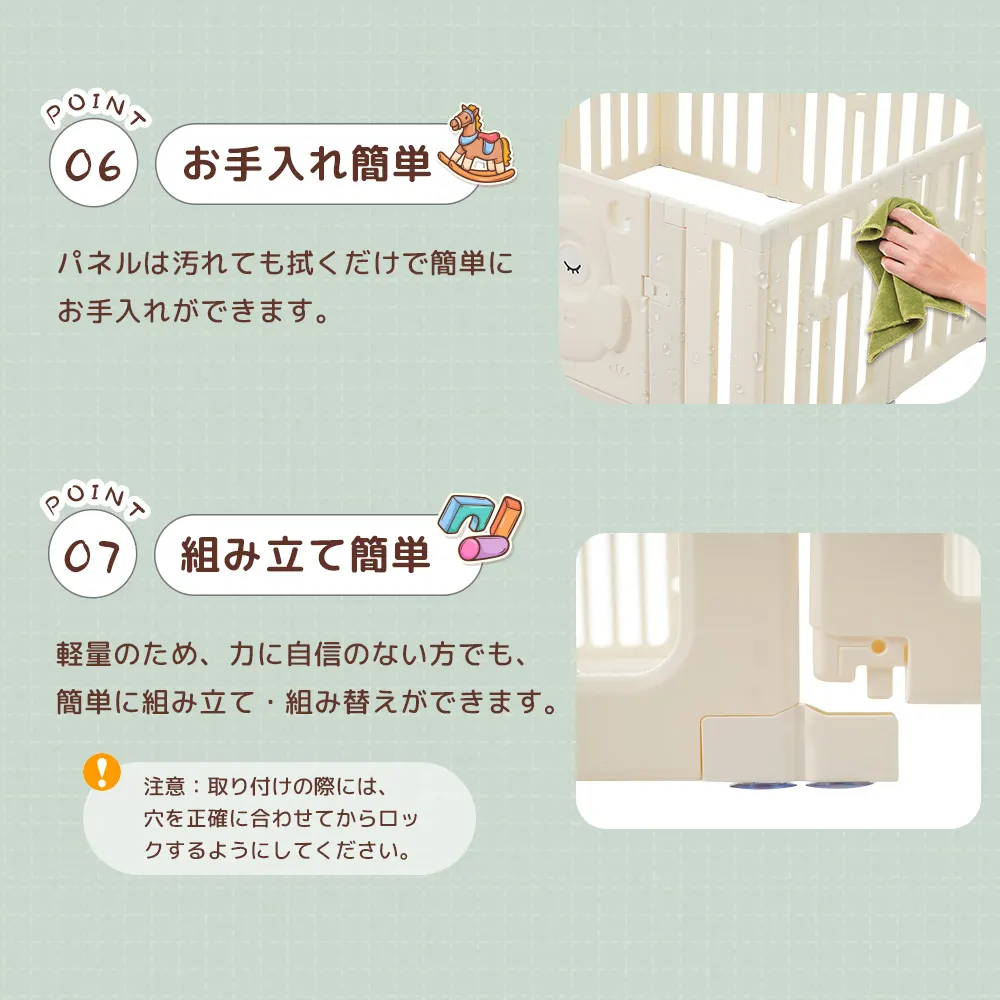 POINT
06
お手入れ簡単
パネルは汚れても拭くだけで簡単に
お手入れができます。
POINT
07
組み立て簡単
軽量のため、力に自信のない方でも、
簡単に組み立て・組み替えができます。
注意：取り付けの際には、
穴を正確に合わせてからロッ
クするようにしてください。